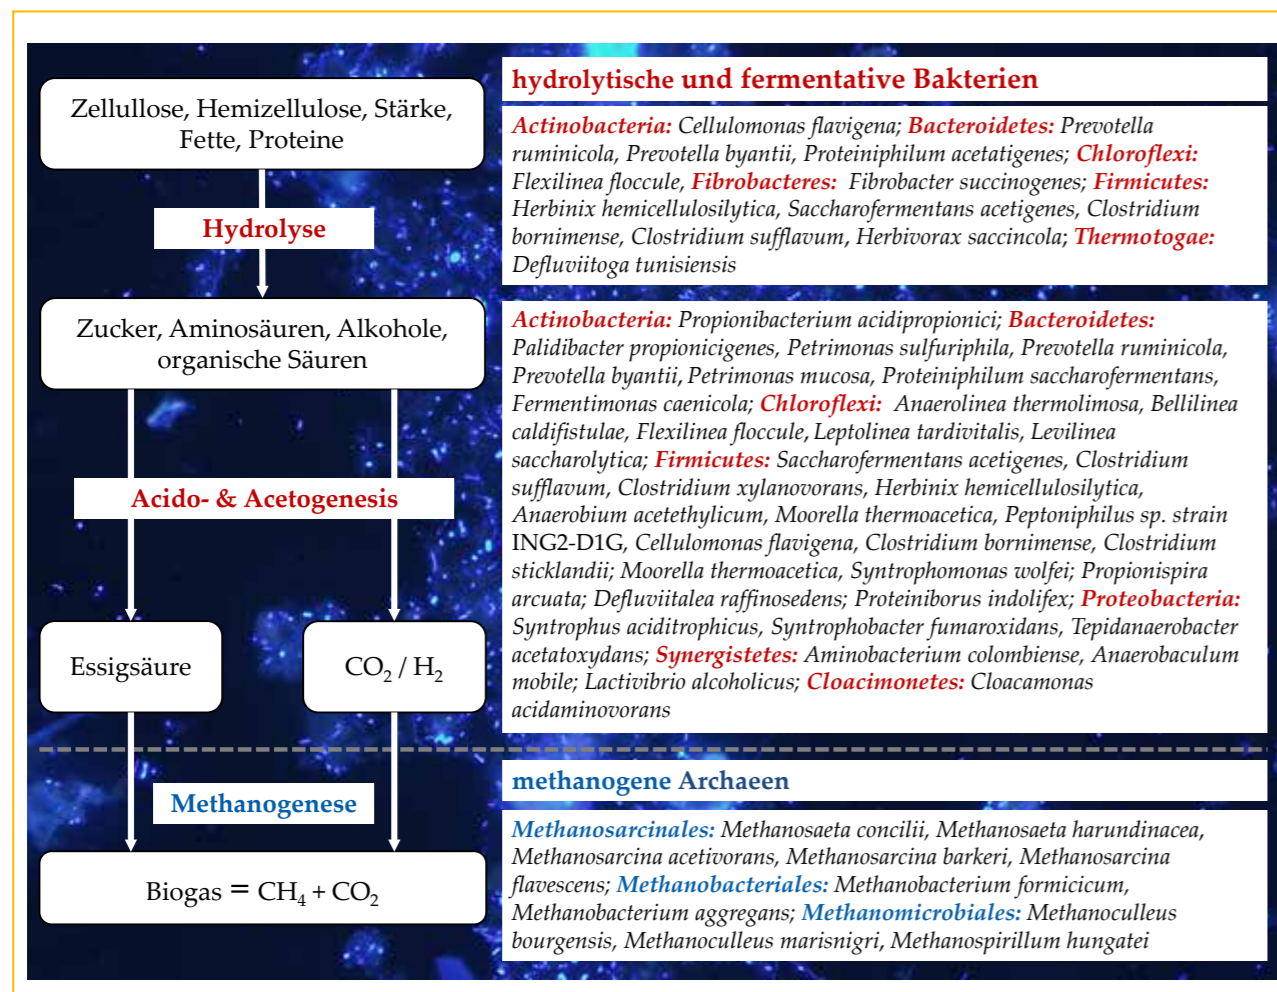 Zellullose, Hemizellulose, Stärke,
Fette, Proteine
Hydrolyse
Zucker, Aminosäuren, Alkohole,
organische Säuren
Acido- & Acetogenesis
Essigsäure
CO₂ / H₂
Methanogenese
Biogas = CH₄ + CO₂
hydrolytische und fermentative Bakterien
Actinobacteria: Cellulomonas flavigena; Bacteroidetes: Prevotella
ruminicola, Prevotella byantii, Proteiniphilum acetatigenes; Chloroflexi:
Flexilinea floccule, Fibrobacteres: Fibrobacter succinogenes; Firmicutes:
Herbinix hemicellulosilytica, Saccharofermentans acetigenes, Clostridium
bornimense, Clostridium sufflavum, Herbivorax saccincola; Thermotogae:
Defluviitoga tunisiensis
Actinobacteria: Propionibacterium acidipropionici; Bacteroidetes:
Palidibacter propionicigenes, Petrimonas sulfuriphila, Prevotella ruminicola,
Prevotella byantii, Petrimonas mucosa, Proteiniphilum saccharofermentans,
Fermentimonas caenicola; Chloroflexi: Anaerolinea thermolimosa, Bellilinea
caldifistulae, Flexilinea floccule, Leptolinea tardivitalis, Levilinea
saccharolytica; Firmicutes: Saccharofermentans acetigenes, Clostridium
sufflavum, Clostridium xylanovorans, Herbinix hemicellulosilytica,
Anaerobium acetethylicum, Moorella thermoacetica, Peptoniphilus sp. strain
ING2-D1G, Cellulomonas flavigena, Clostridium bornimense, Clostridium
sticklandii; Moorella thermoacetica, Syntrophomonas wolfei; Propionispira
arcuata; Defluviitalea raffinosedens; Proteiniborus indolifex; Proteobacteria:
Syntrophus aciditrophicus, Syntrophobacter fumaroxidans, Tepidanaerobacter
acetatoxydans; Synergistetes: Aminobacterium colombiense, Anaerobaculum
mobile; Lactivibrio alcoholicus; Cloacimonetes: Cloacamonas
acidaminovorans
methanogene Archaeen
Methanosarcinales: Methanosaeta concilii, Methanosaeta harundinacea,
Methanosarcina acetivorans, Methanosarcina barkeri, Methanosarcina
flavescens; Methanobacteriales: Methanobacterium formicicum,
Methanobacterium aggregans; Methanomicrobiales: Methanoculleus
bourgensis, Methanoculleus marisnigri, Methanospirillum hungatei